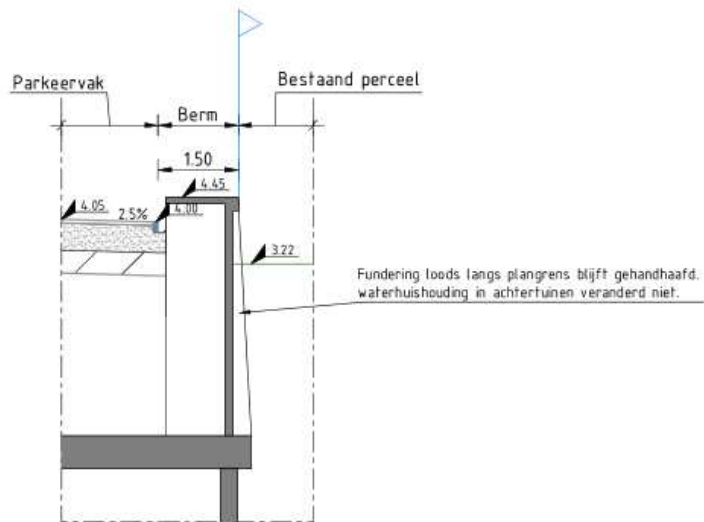 Parkeervak
Bestaand perceel
Berm
1.50
4.45
4.05
2.5%
4.00
3.22
Fundering loods langs plangrens blijft gehandhaafd.
waterhuishouding in achtertuinen veranderd niet.